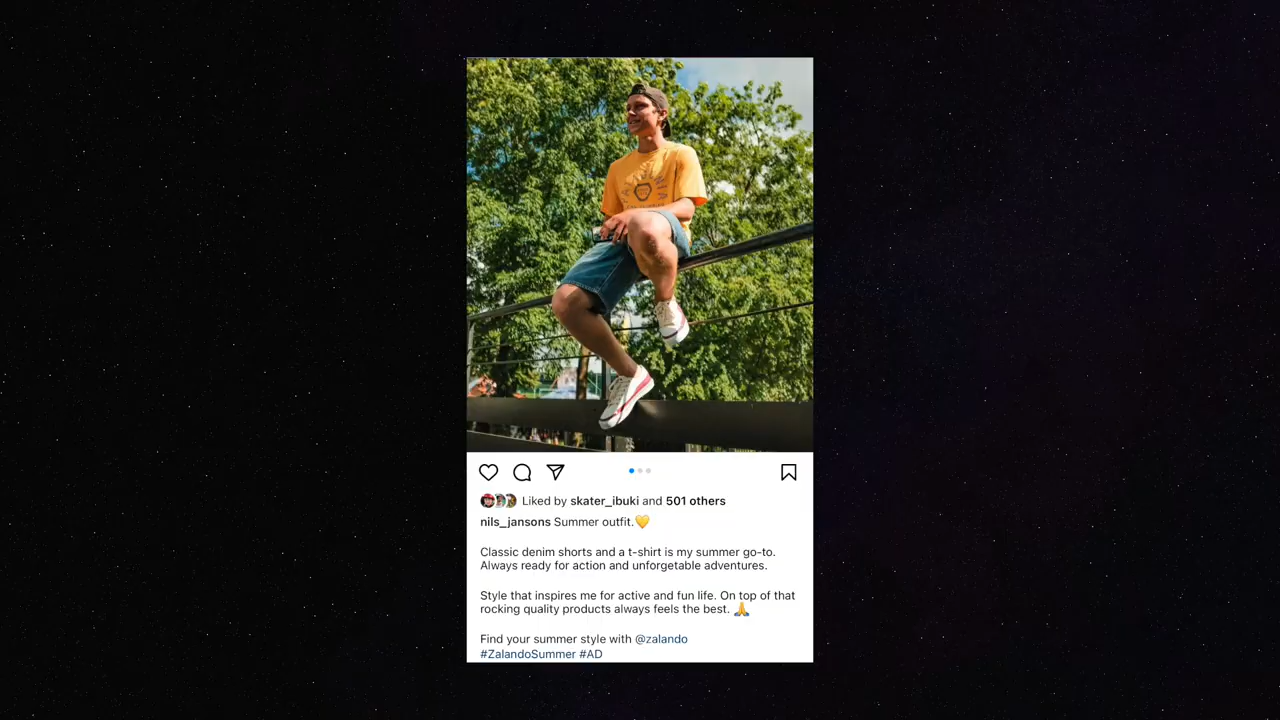 Liked by skater_ibuki and 501 others
nils_jansons Summer outfit.💛
Classic denim shorts and a t-shirt is my summer go-to.
Always ready for action and unforgetable adventures.
Style that inspires me for active and fun life. On top of that
rocking quality products always feels the best. 🙏
Find your summer style with @zalando
#ZalandoSummer #AD